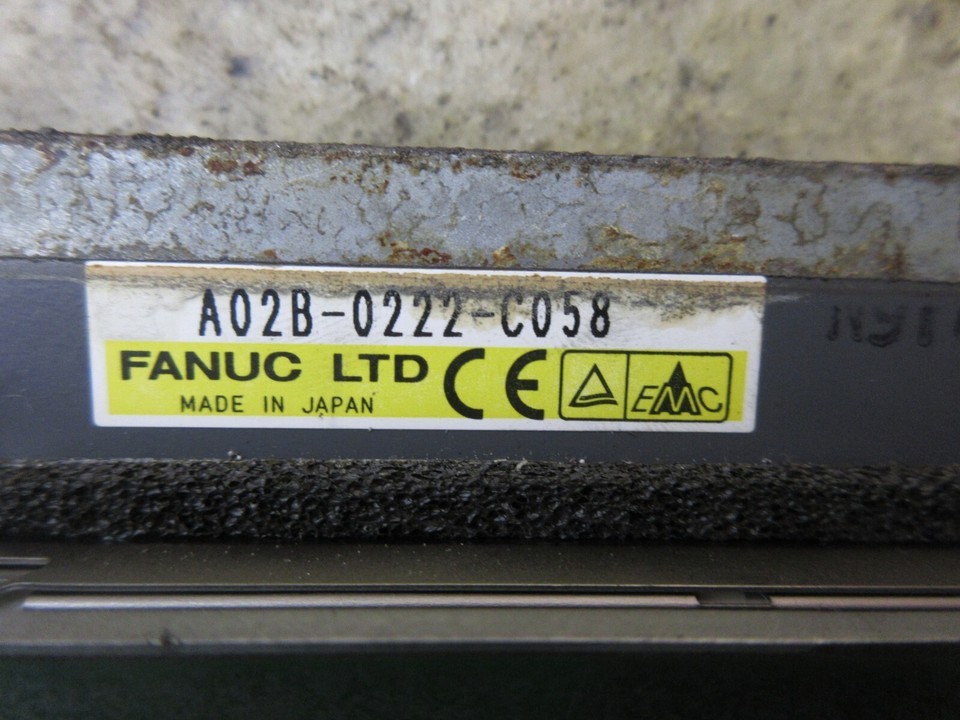 A02B-0222-C058
FANUC LTD CE EMC
MADE IN JAPAN